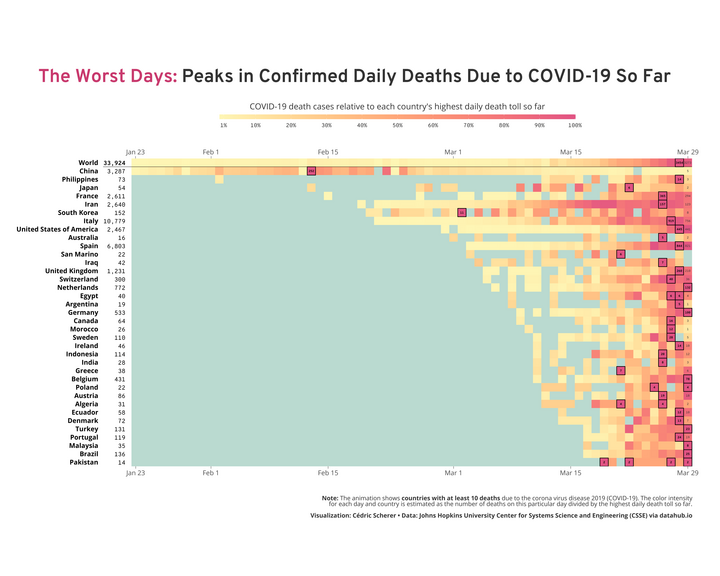 The Worst Days: Peaks in Confirmed Daily Deaths Due to COVID-19 So Far
COVID-19 death cases relative to each country's highest daily death toll so far
1% 10% 20% 30% 40% 50% 60% 70% 80% 90% 100%
Jan 23 Feb 1 Feb 15 Mar 1 Mar 15 Mar 29
World 33,924
China 3,287
Philippines 73
Japan 54
France 2,611
Iran 2,640
South Korea 152
Italy 10,779
United States of America 2,467
Australia 16
Spain 6,803
San Marino 22
Iraq 42
United Kingdom 1,231
Switzerland 300
Netherlands 772
Egypt 40
Argentina 19
Germany 533
Canada 64
Morocco 26
Sweden 110
Ireland 46
Indonesia 114
India 28
Greece 38
Belgium 431
Poland 22
Austria 86
Algeria 31
Ecuador 58
Denmark 72
Turkey 131
Portugal 119
Malaysia 35
Brazil 136
Pakistan 14
Jan 23 Feb 1 Feb 15 Mar 1 Mar 15 Mar 29
Note: The animation shows countries with at least 10 deaths due to the corona virus disease 2019 (COVID-19). The color intensity
for each day and country is estimated as the number of deaths on this particular day divided by the highest daily death toll so far.
Visualization: Cédric Scherer • Data: Johns Hopkins University Center for Systems Science and Engineering (CSSE) via datahub.io